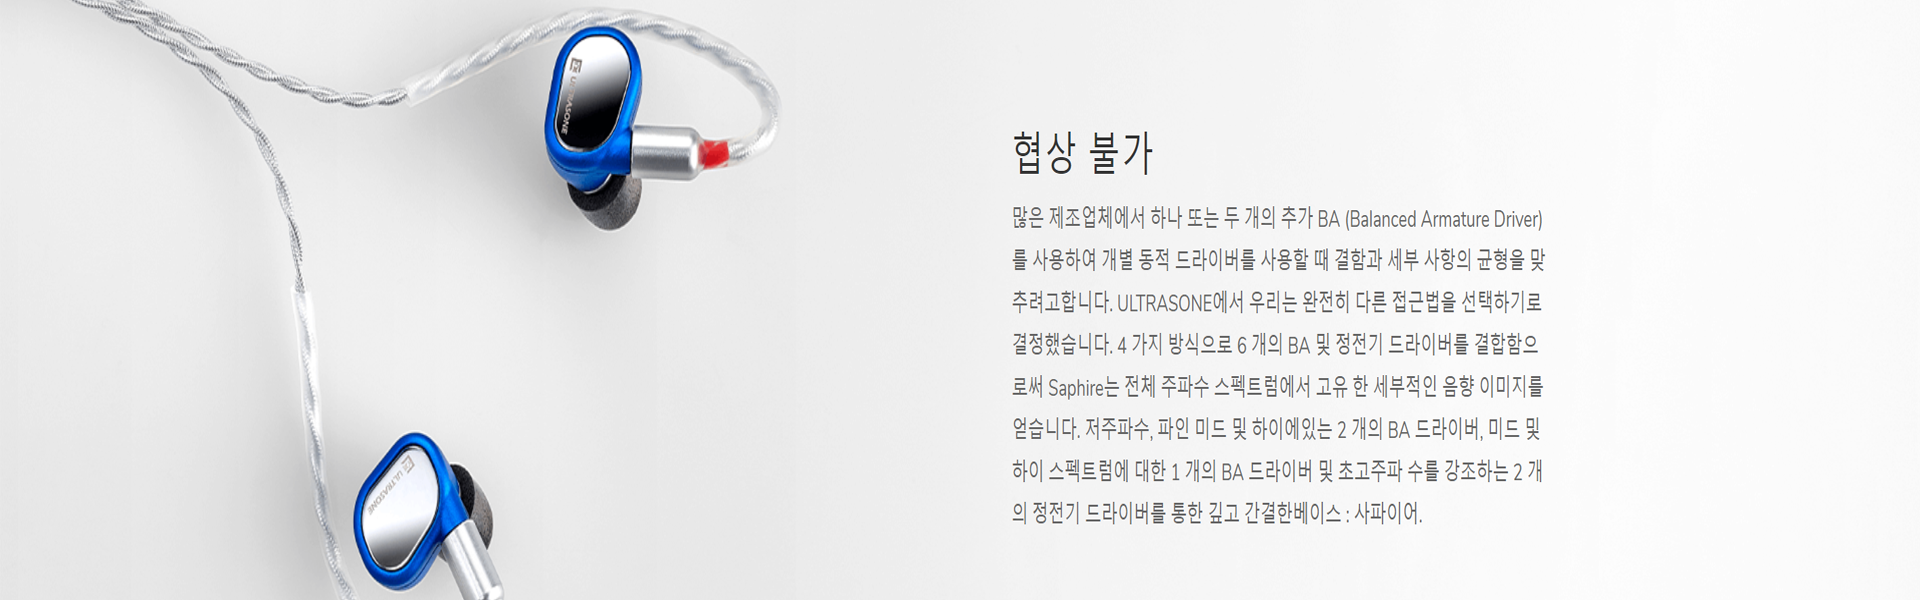 ULTRASONE
ULTRASONE
협상 불가
많은 제조업체에서 하나 또는 두 개의 추가 BA (Balanced Armature Driver)
를 사용하여 개별 동적 드라이버를 사용할 때 결함과 세부 사항의 균형을 맞
추려고합니다. ULTRASONE에서 우리는 완전히 다른 접근법을 선택하기로
결정했습니다. 4 가지 방식으로 6 개의 BA 및 정전기 드라이버를 결합함으
로써 Saphire는 전체 주파수 스펙트럼에서 고유 한 세부적인 음향 이미지를
얻습니다. 저주파수, 파인 미드 및 하이에있는 2 개의 BA 드라이버, 미드 및
하이 스펙트럼에 대한 1 개의 BA 드라이버 및 초고주파 수를 강조하는 2 개
의 정전기 드라이버를 통한 깊고 간결한베이스 : 사파이어.